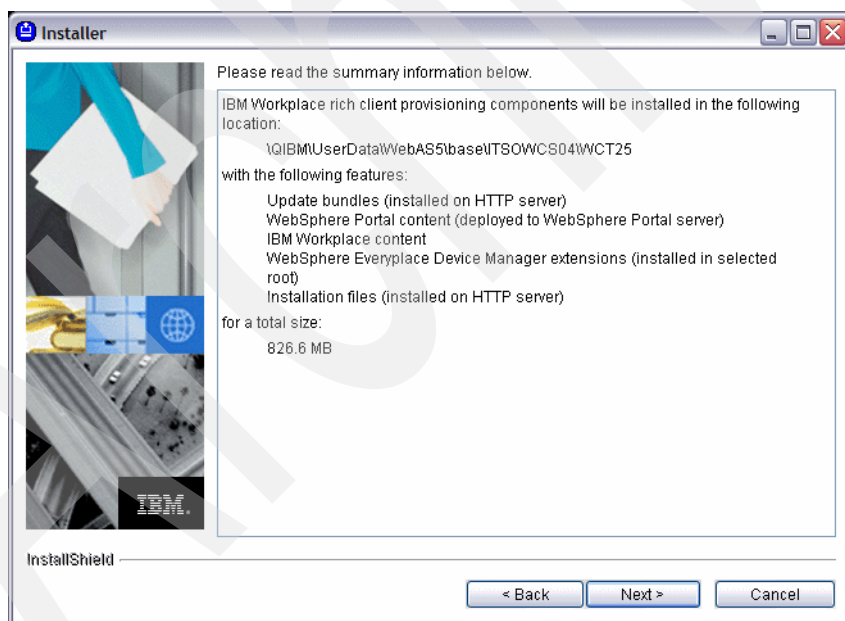 Installer
Please read the summary information below.
IBM Workplace rich client provisioning components will be installed in the following
location:
\QIBM\UserData\WebAS5\base\ITSOWCS04\WCT25
with the following features:
Update bundles (installed on HTTP server)
WebSphere Portal content (deployed to WebSphere Portal server)
IBM Workplace content
WebSphere Everyplace Device Manager extensions (installed in selected
root)
Installation files (installed on HTTP server)
for a total size:
826.6 MB
IBM.
InstallShield
< Back
Next >
Cancel